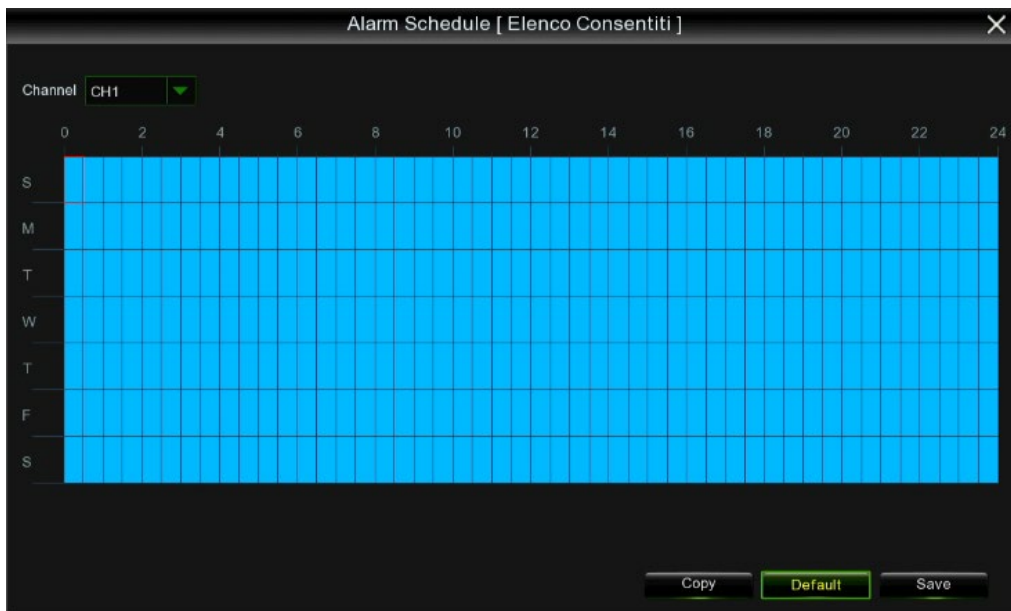 Alarm Schedule [ Elenco Consentiti ]
Channel CH1
0 2 4 6 8 10 12 14 16 18 20 22 24
S
M
T
W
T
F
S
Copy Default Save